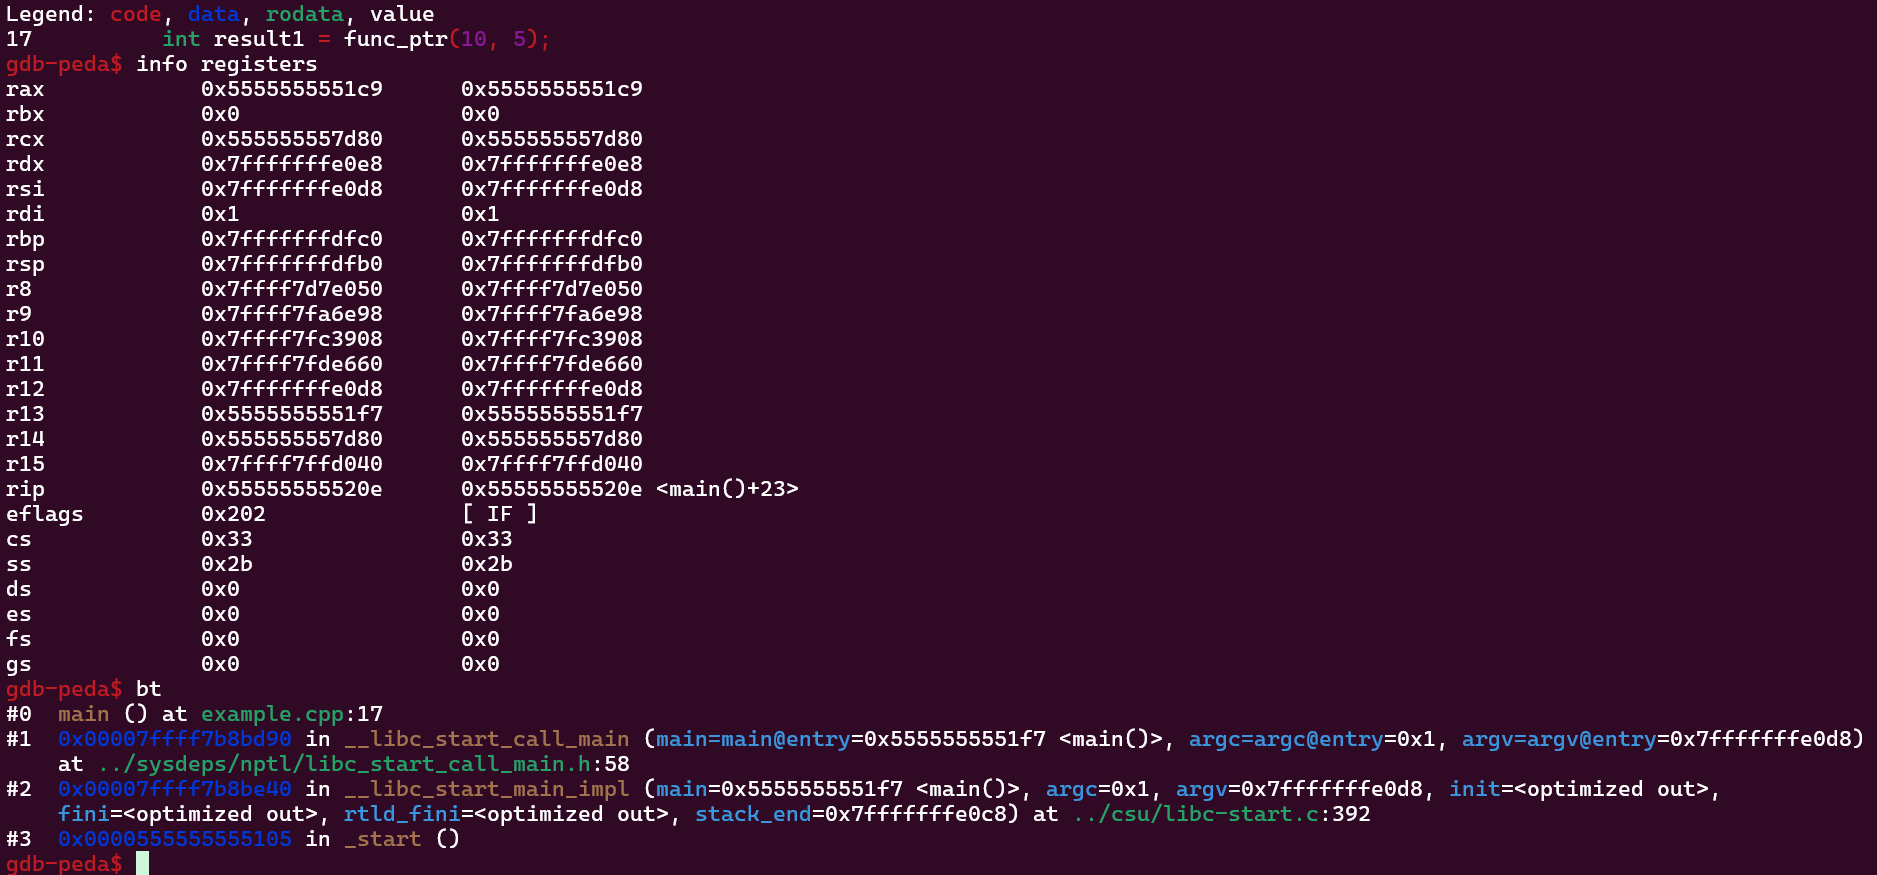 Legend: code, data, rodata, value
17          int result1 = func_ptr(10, 5);
gdb-peda$ info registers
rax            0x5555555551c9      0x5555555551c9
rbx            0x0                 0x0
rcx            0x555555557d80      0x555555557d80
rdx            0x7fffffffe0e8      0x7fffffffe0e8
rsi            0x7fffffffe0d8      0x7fffffffe0d8
rdi            0x1                 0x1
rbp            0x7fffffffdfc0      0x7fffffffdfc0
rsp            0x7fffffffdfb0      0x7fffffffdfb0
r8             0x7ffff7d7e050      0x7ffff7d7e050
r9             0x7ffff7fa6e98      0x7ffff7fa6e98
r10            0x7ffff7fc3908      0x7ffff7fc3908
r11            0x7ffff7fde660      0x7ffff7fde660
r12            0x7fffffffe0d8      0x7fffffffe0d8
r13            0x5555555551f7      0x5555555551f7
r14            0x555555557d80      0x555555557d80
r15            0x7ffff7ffd040      0x7ffff7ffd040
rip            0x55555555520e      0x55555555520e <main()+23>
eflags         0x202               [ IF ]
cs             0x33                0x33
ss             0x2b                0x2b
ds             0x0                 0x0
es             0x0                 0x0
fs             0x0                 0x0
gs             0x0                 0x0
gdb-peda$ bt
#0  main () at example.cpp:17
#1  0x00007ffff7b8bd90 in __libc_start_call_main (main=main@entry=0x5555555551f7 <main()>, argc=argc@entry=0x1, argv=argv@entry=0x7fffffffe0d8)
    at ../sysdeps/nptl/libc_start_call_main.h:58
#2  0x00007ffff7b8be40 in __libc_start_main_impl (main=0x5555555551f7 <main()>, argc=0x1, argv=0x7fffffffe0d8, init=<optimized out>,
    fini=<optimized out>, rtld_fini=<optimized out>, stack_end=0x7fffffffe0c8) at ../csu/libc-start.c:392
#3  0x0000555555555105 in _start ()
gdb-peda$